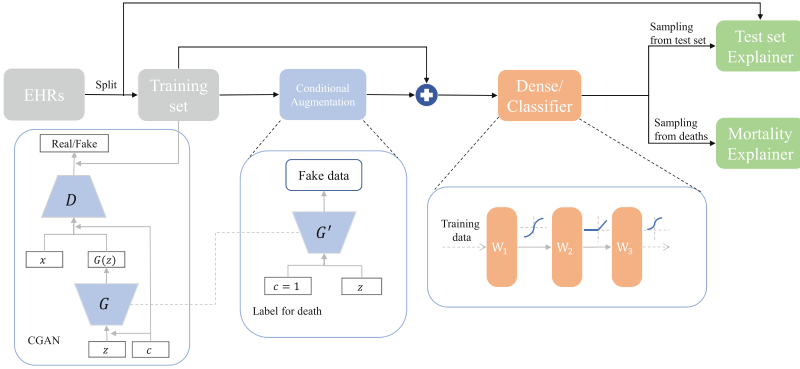 Sampling
from test set
Test set
Explainer
EHRs
Split
Training
set
Conditional
Augmentation
Dense/
Classifier
Sampling
from deaths
Mortality
Explainer
Real/Fake
D
x
G(z)
G
CGAN
z
c
Fake data
G′
c = 1
z
Label for death
Training
data
W1
W2
W3